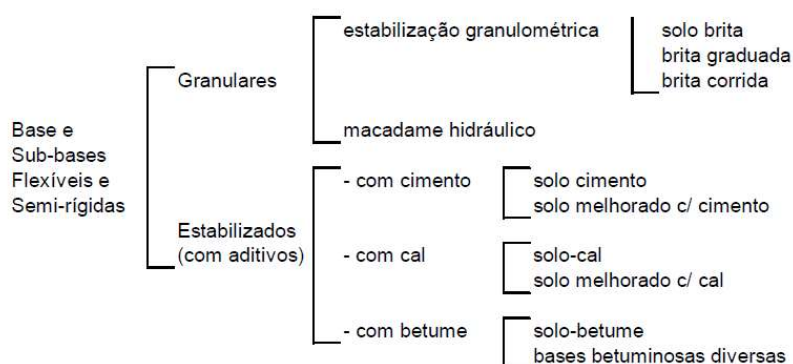 estabilização granulométrica
solo brita
brita graduada
brita corrida
Granulares
macadame hidráulico
Base e
Sub-bases
Flexíveis e
Semi-rígidas
- com cimento
solo cimento
solo melhorado c/ cimento
Estabilizados
(com aditivos)
- com cal
solo-cal
solo melhorado c/ cal
- com betume
solo-betume
bases betuminosas diversas